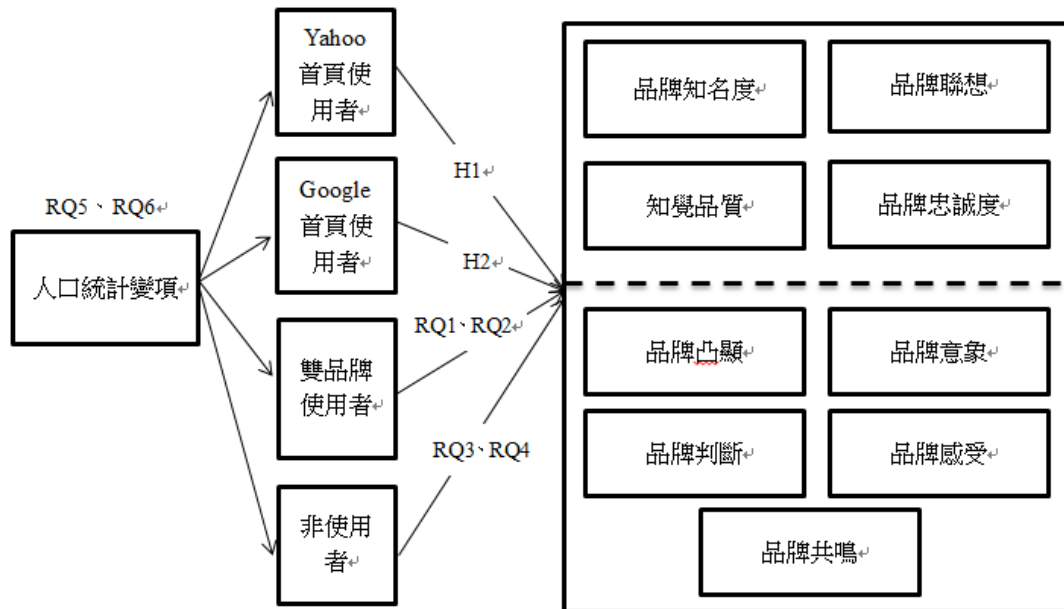 RQ5、RQ6
人口統計變項
Yahoo
首頁使
用者
Google
首頁使
用者
雙品牌
使用者
非使用
者
H1
H2
RQ1、RQ2
RQ3、RQ4
品牌知名度
品牌聯想
知覺品質
品牌忠誠度
品牌凸顯
品牌意象
品牌判斷
品牌感受
品牌共鳴